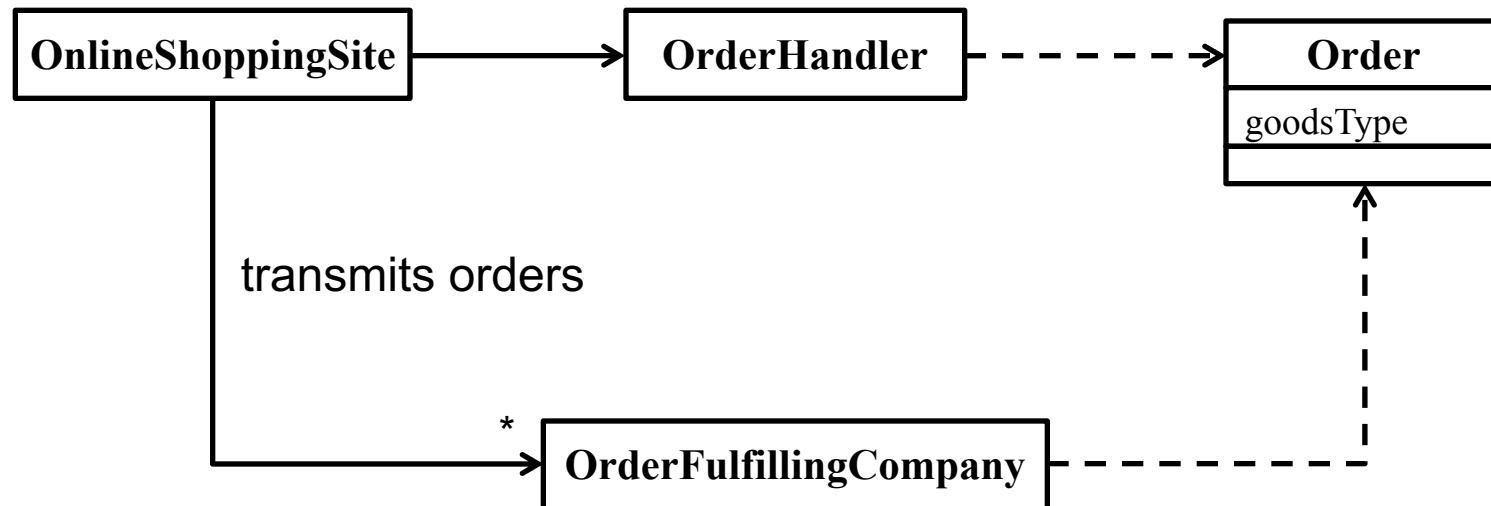 OnlineShoppingSite
OrderHandler
Order
goodsType
transmits orders
*
OrderFulfillingCompany